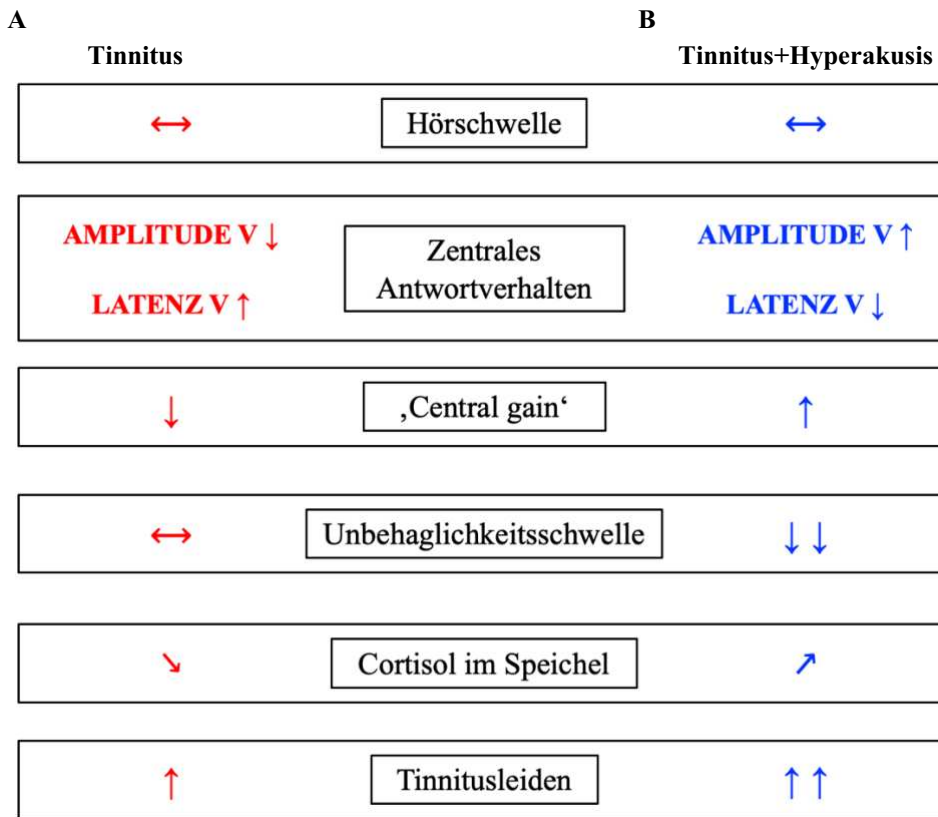 A B
Tinnitus Tinnitus+Hyperakusis
↔ Hörschwelle ↔
AMPLITUDE V ↓ Zentrales AMPLITUDE V ↑
LATENZ V ↑ Antwortverhalten LATENZ V ↓
↓ ‚Central gain‘ ↑
↔ Unbehaglichkeitsschwelle ↓↓
↘ Cortisol im Speichel ↗
↑ Tinnitusleiden ↑↑